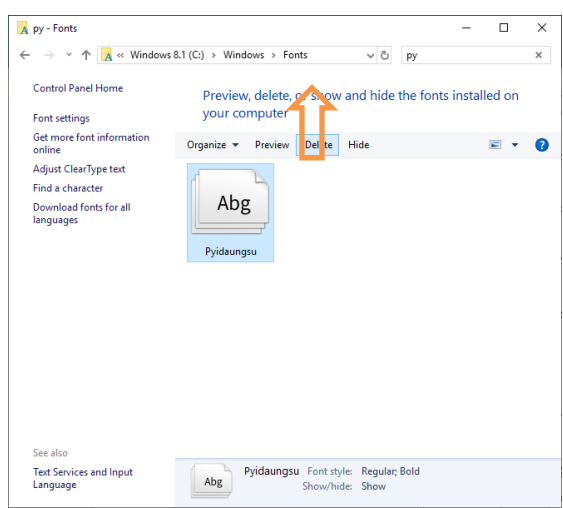 py - Fonts
« Windows 8.1 (C:) › Windows › Fonts
py
Control Panel Home
Font settings
Get more font information
online
Adjust ClearType text
Find a character
Download fonts for all
languages
See also
Text Services and Input
Language
Preview, delete, or show and hide the fonts installed on
your computer
Organize Preview Delete Hide
Abg
Pyidaungsu
Abg
Pyidaungsu Font style: Regular; Bold
Show/hide: Show